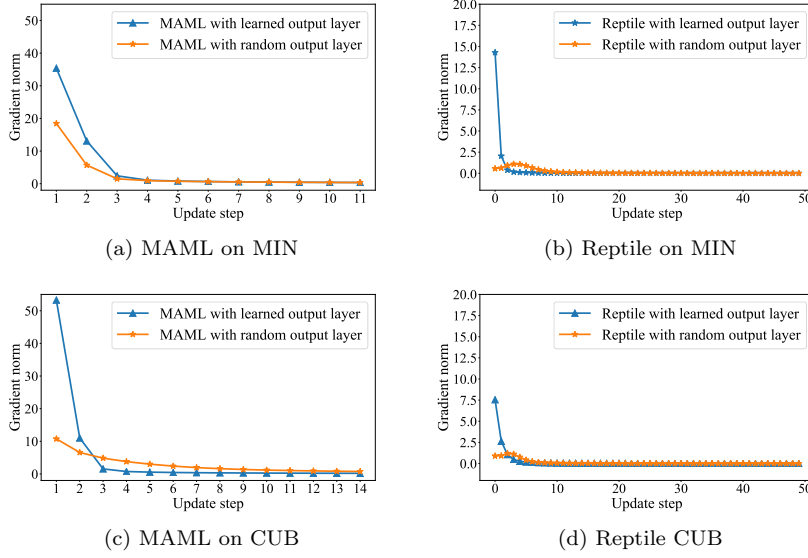 MAML with learned output layer
MAML with random output layer
50
40
30
20
10
0
Gradient norm
1 2 3 4 5 6 7 8 9 10 11
Update step
(a) MAML on MIN
Reptile with learned output layer
Reptile with random output layer
20.0
17.5
15.0
12.5
10.0
7.5
5.0
2.5
0.0
Gradient norm
0 10 20 30 40 50
Update step
(b) Reptile on MIN
MAML with learned output layer
MAML with random output layer
50
40
30
20
10
0
Gradient norm
1 2 3 4 5 6 7 8 9 10 11 12 13 14
Update step
(c) MAML on CUB
Reptile with learned output layer
Reptile with random output layer
20.0
17.5
15.0
12.5
10.0
7.5
5.0
2.5
0.0
Gradient norm
0 10 20 30 40 50
Update step
(d) Reptile CUB